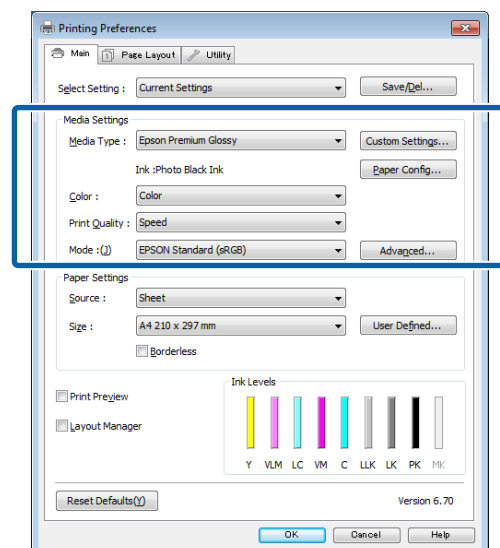 Printing Preferences
Main Page Layout Utility
Select Setting : Current Settings Save/Del...
Media Settings
Media Type : Epson Premium Glossy Custom Settings...
Ink :Photo Black Ink Paper Config...
Color : Color
Print Quality : Speed
Mode :(J) EPSON Standard (sRGB) Advanced...
Paper Settings
Source : Sheet
Size : A4 210 x 297 mm User Defined...
Borderless
Ink Levels
Print Preview
Layout Manager
Y VLM LC VM C LLK LK PK MK
Reset Defaults(Y) Version 6.70
OK Cancel Help